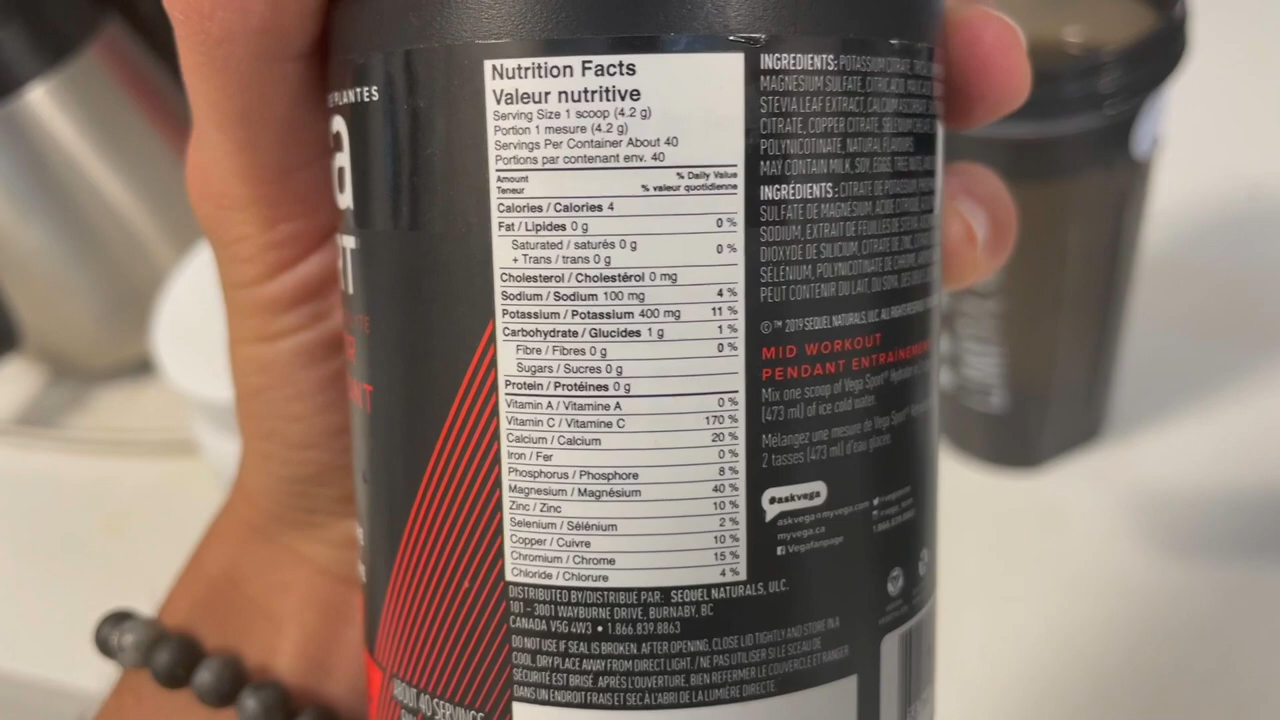 PLANTES
a
Nutrition Facts
Valeur nutritive
Serving Size 1 scoop (4.2 g)
Portion 1 mesure (4.2 g)
Servings Per Container About 40
Portions par contenant env. 40
Amount % Daily Value
Teneur % valeur quotidienne
Calories / Calories 4
Fat / Lipides 0 g 0 %
Saturated / saturés 0 g 0 %
+ Trans / trans 0 g
Cholesterol / Cholestérol 0 mg
Sodium / Sodium 100 mg 4 %
Potassium / Potassium 400 mg 11 %
Carbohydrate / Glucides 1 g 1 %
Fibre / Fibres 0 g 0 %
Sugars / Sucres 0 g
Protein / Protéines 0 g
Vitamin A / Vitamine A 0 %
Vitamin C / Vitamine C 170 %
Calcium / Calcium 20 %
Iron / Fer 0 %
Phosphorus / Phosphore 8 %
Magnesium / Magnésium 40 %
Zinc / Zinc 10 %
Selenium / Sélénium 2 %
Copper / Cuivre 10 %
Chromium / Chrome 15 %
Chloride / Chlorure 4 %
DISTRIBUTED BY/DISTRIBUÉ PAR: SEQUEL NATURALS, ULC.
101 - 3001 WAYBURNE DRIVE, BURNABY, BC
CANADA V5G 4W3 • 1.866.839.8863
DO NOT USE IF SEAL IS BROKEN. AFTER OPENING, CLOSE LID TIGHTLY AND STORE IN A
COOL, DRY PLACE AWAY FROM DIRECT LIGHT. / NE PAS UTILISER SI LE SCEAU DE
SÉCURITÉ EST BRISÉ. APRÈS L'OUVERTURE, BIEN REFERMER LE COUVERCLE ET RANGER
DANS UN ENDROIT FRAIS ET SEC À L'ABRI DE LA LUMIÈRE DIRECTE.
ABOUT 40 SERVINGS
INGREDIENTS: POTASSIUM CITRATE,
MAGNESIUM SULFATE, CITRIC ACID,
STEVIA LEAF EXTRACT, CALCIUM ASCORBATE
CITRATE, COPPER CITRATE, SELENIUM
POLYNICOTINATE, NATURAL FLAVOURS.
MAY CONTAIN MILK, SOY, EGGS, TREE NUTS,
INGRÉDIENTS : CITRATE DE POTASSIUM,
SULFATE DE MAGNÉSIUM, ACIDE CITRIQUE,
SODIUM, EXTRAIT DE FEUILLES DE STÉVIA,
DIOXYDE DE SILICIUM, CITRATE DE ZINC,
SÉLÉNIUM, POLYNICOTINATE DE CHROME,
PEUT CONTENIR DU LAIT, DU SOYA, DES
©™ 2019 SEQUEL NATURALS, ULC. ALL RIGHTS
MID WORKOUT
PENDANT ENTRAÎNEMENT
Mix one scoop of Vega Sport® Hydrator
(473 ml) of ice cold water.
Mélangez une mesure de Vega Sport®
2 tasses (473 ml) d'eau glacée.
#askvega
askvega@myvega.com
myvega.ca
Vegafanpage